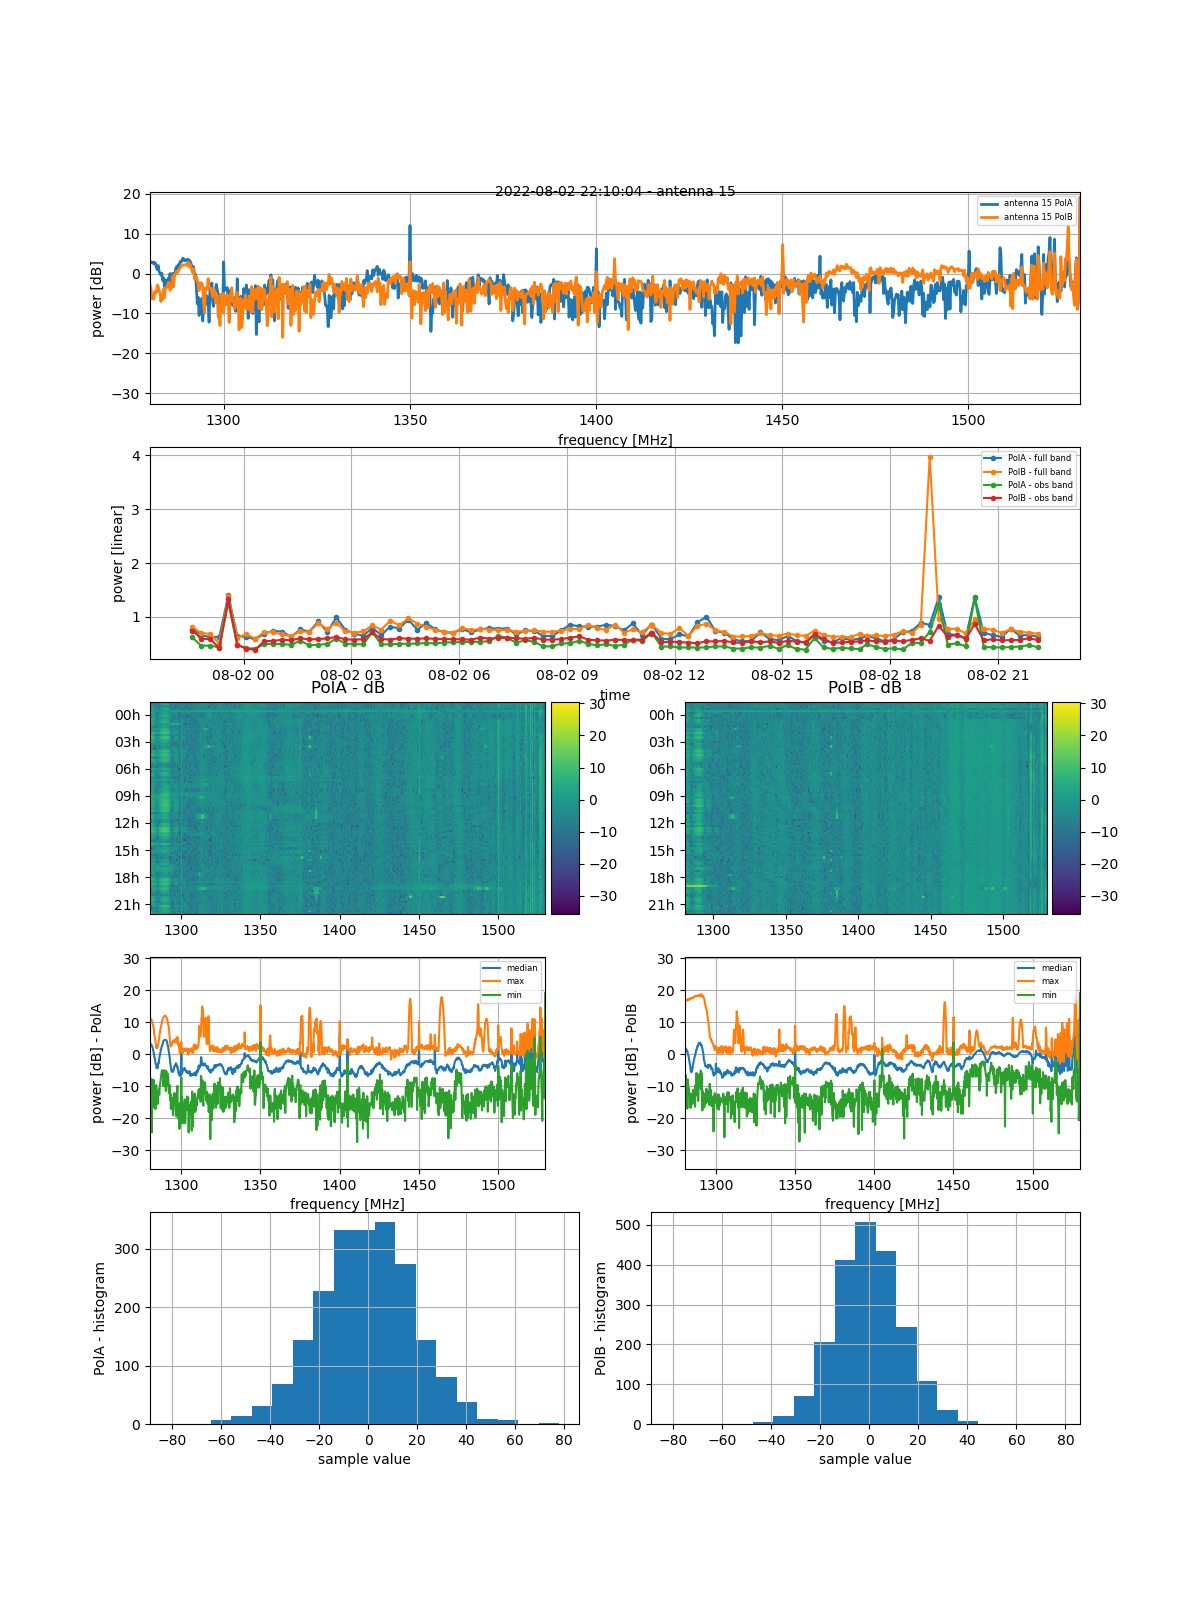 2022-08-02 22:10:04 - antenna 15
20
10
0
−10
−20
−30
power [dB]
antenna 15 PolA
antenna 15 PolB
1300 1350 1400 1450 1500
frequency [MHz]
4
3
2
1
power [linear]
PolA - full band
PolB - full band
PolA - obs band
PolB - obs band
08-02 00 08-02 03 08-02 06 08-02 09 08-02 12 08-02 15 08-02 18 08-02 21
time
PolA - dB
00h
03h
06h
09h
12h
15h
18h
21h
1300 1350 1400 1450 1500
30
20
10
0
−10
−20
−30
PolB - dB
00h
03h
06h
09h
12h
15h
18h
21h
1300 1350 1400 1450 1500
30
20
10
0
−10
−20
−30
30
20
10
0
−10
−20
−30
power [dB] - PolA
median
max
min
1300 1350 1400 1450 1500
frequency [MHz]
30
20
10
0
−10
−20
−30
power [dB] - PolB
median
max
min
1300 1350 1400 1450 1500
frequency [MHz]
300
200
100
0
PolA - histogram
−80 −60 −40 −20 0 20 40 60 80
sample value
500
400
300
200
100
0
PolB - histogram
−80 −60 −40 −20 0 20 40 60 80
sample value